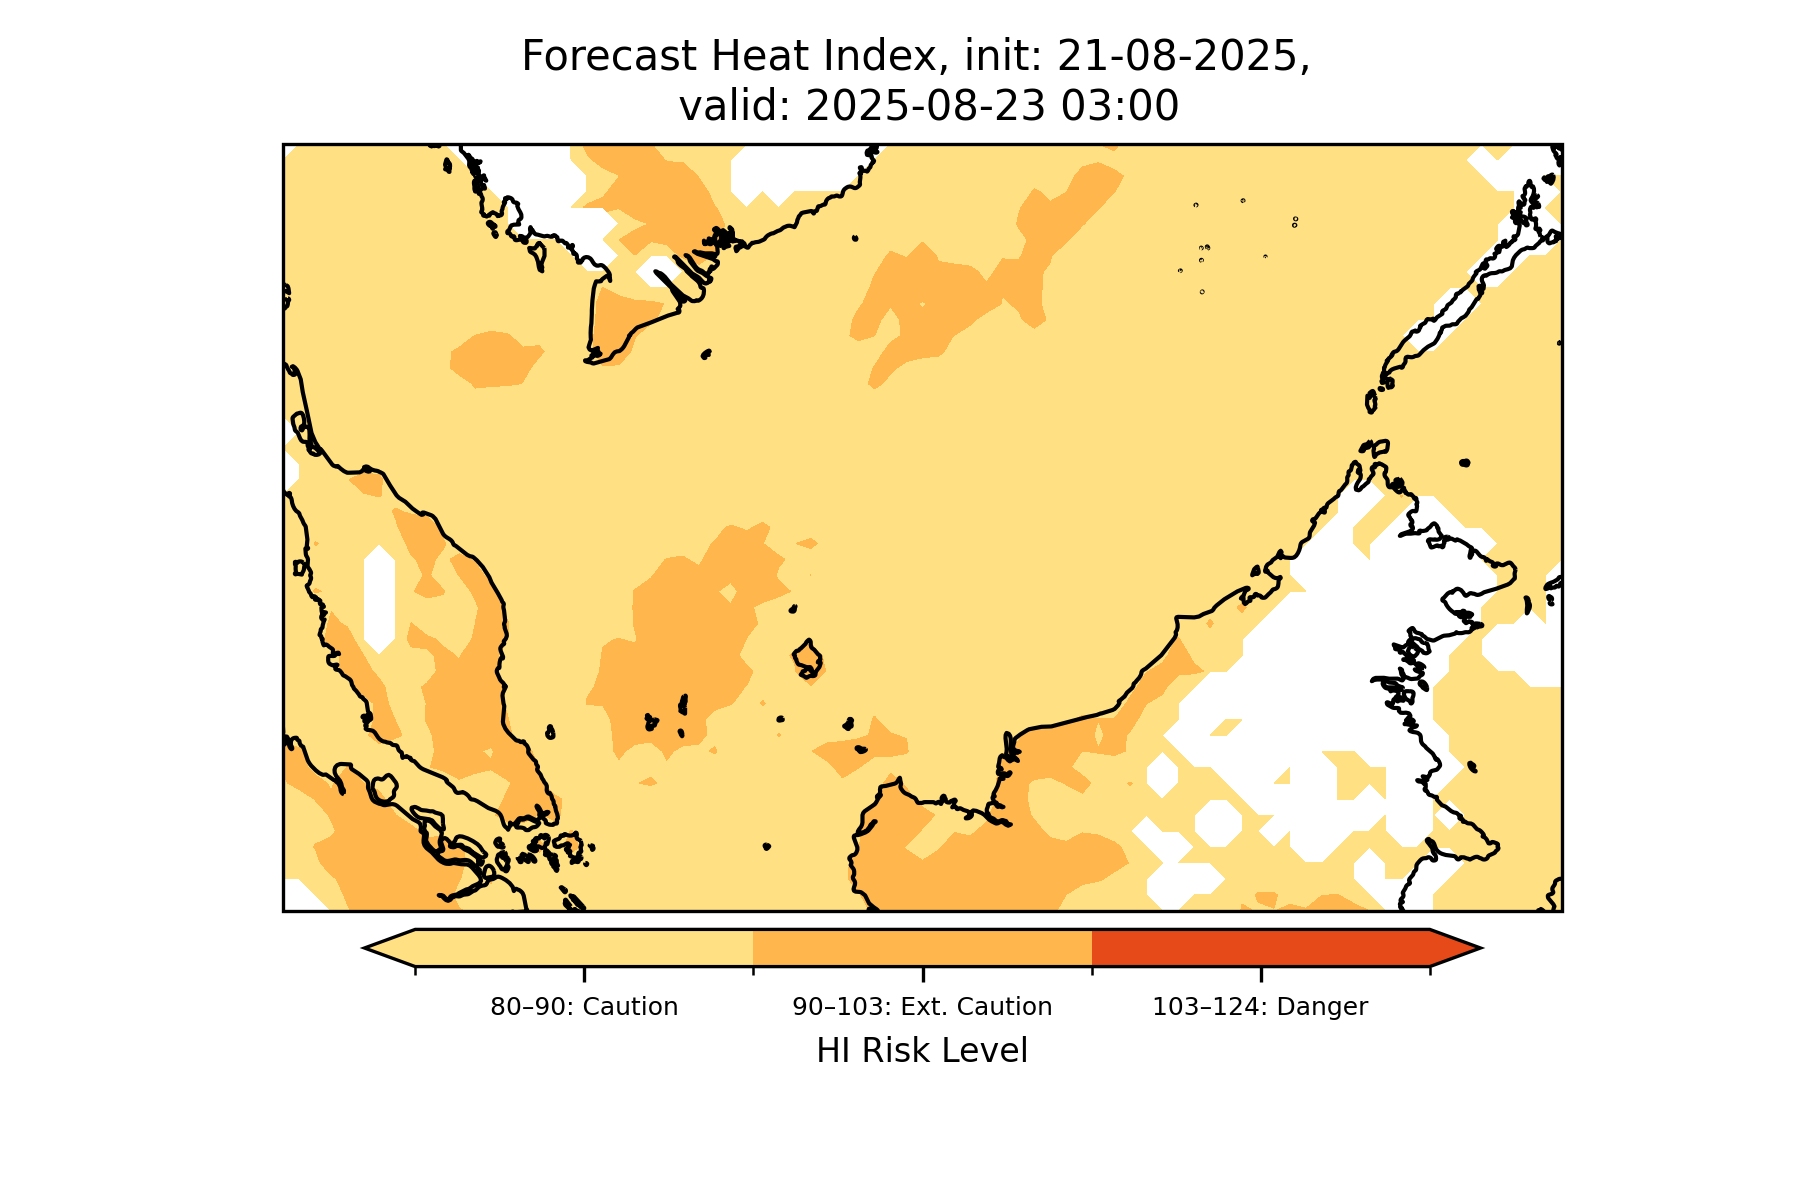 Forecast Heat Index, init: 21-08-2025,
valid: 2025-08-23 03:00
80–90: Caution
90–103: Ext. Caution
103–124: Danger
HI Risk Level